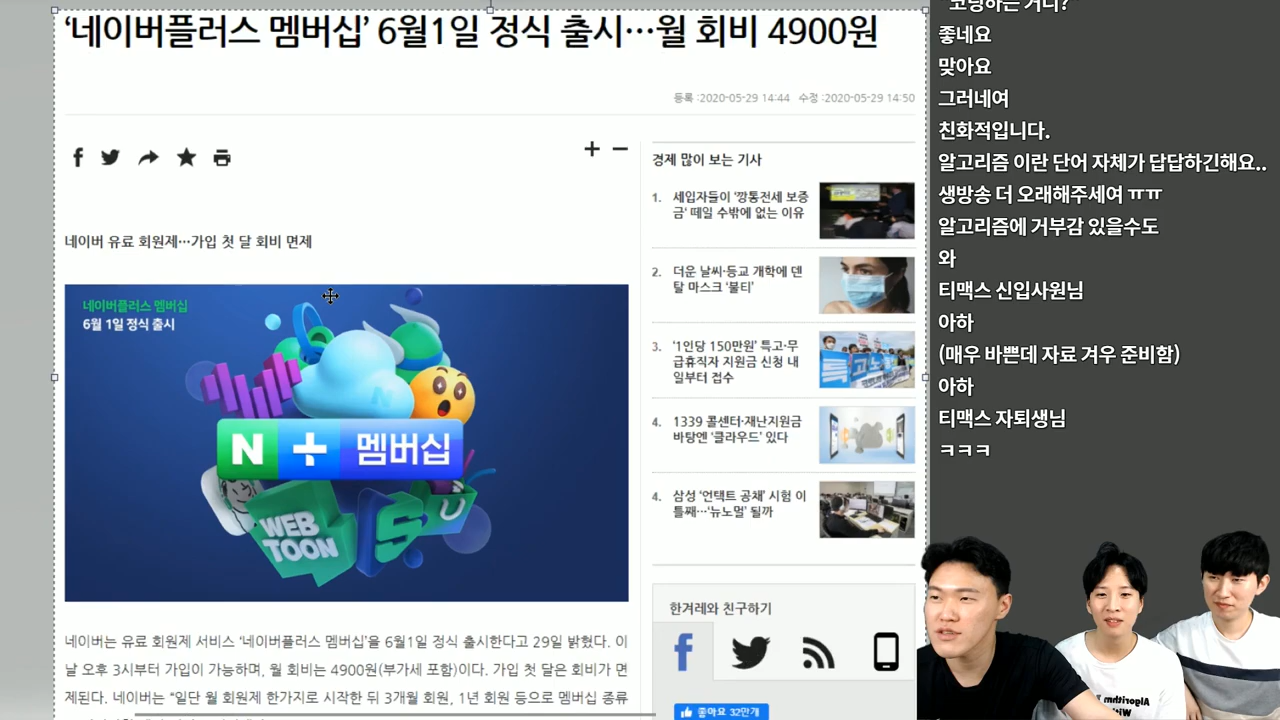 ‘네이버플러스 멤버십’ 6월1일 정식 출시…월 회비 4900원
등록 :2020-05-29 14:44 수정 :2020-05-29 14:50
네이버 유료 회원제…가입 첫 달 회비 면제
네이버플러스 멤버십
6월 1일 정식 출시
N + 멤버십
WEB
TOON
네이버는 유료 회원제 서비스 ‘네이버플러스 멤버십’을 6월1일 정식 출시한다고 29일 밝혔다. 이
날 오후 3시부터 가입이 가능하며, 월 회비는 4900원(부가세 포함)이다. 가입 첫 달은 회비가 면
제된다. 네이버는 “일단 월 회원제 한가지로 시작한 뒤 3개월 회원, 1년 회원 등으로 멤버십 종류
경제 많이 보는 기사
1. 세입자들이 ‘깡통전세 보증
금’ 떼일 수밖에 없는 이유
2. 더운 날씨·등교 개학에 덴
탈 마스크 ‘불티’
3. ‘1인당 150만원’ 특고·무
급휴직자 지원금 신청 내
일부터 접수
4. 1339 콜센터·재난지원금
바탕엔 ‘클라우드’ 있다
4. 삼성 ‘언택트 공채’ 시험 이
틀째…‘뉴노멀’ 될까
한겨레와 친구하기
좋아요 32만개
"코딩하는 거니?"
좋네요
맞아요
그러네여
친화적입니다.
알고리즘 이란 단어 자체가 답답하긴해요..
생방송 더 오래해주세여 ㅠㅠ
알고리즘에 거부감 있을수도
와
티맥스 신입사원님
아하
(매우 바쁜데 자료 겨우 준비함)
아하
티맥스 자퇴생님
ㅋㅋㅋ
Algorithm